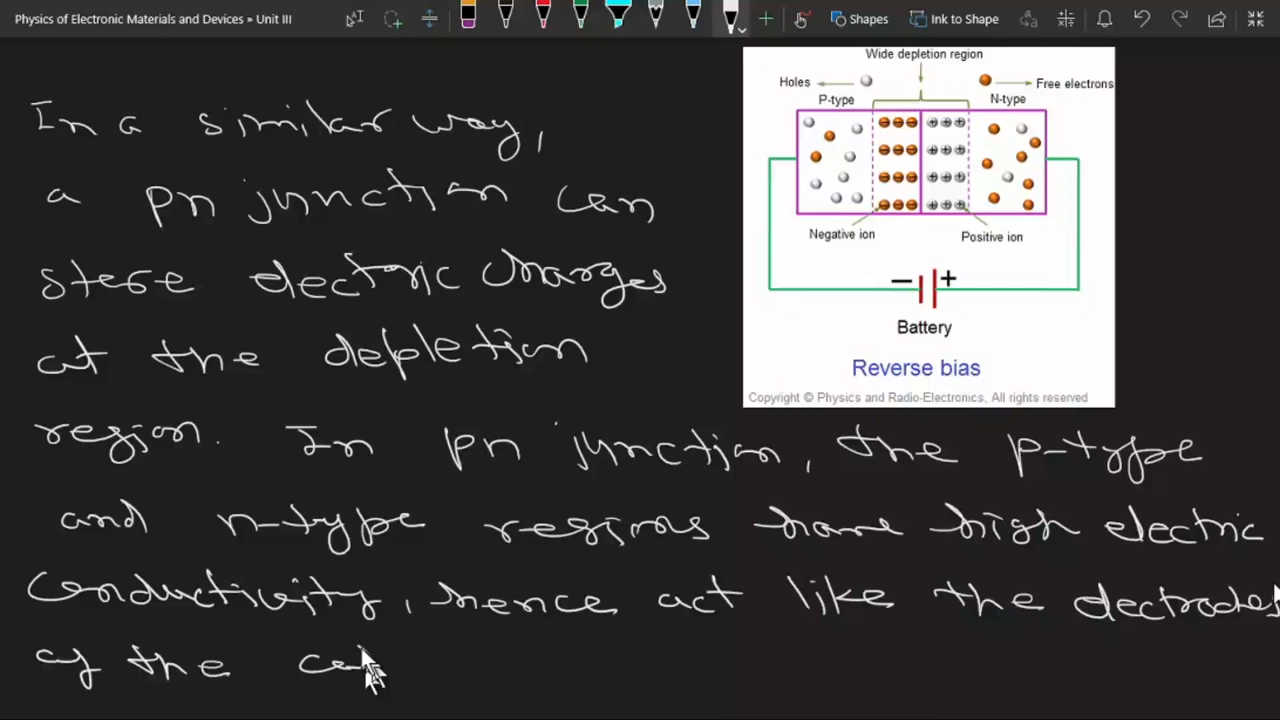 Physics of Electronic Materials and Devices » Unit III
Shapes
Ink to Shape
In a similar way,
a pn junction can
store electric charges
at the depletion
region. In pn junction, the p-type
and n-type regions have high electric
conductivity, hence act like the electrodes
of the
Wide depletion region
Holes
Free electrons
P-type
N-type
Negative ion
Positive ion
− +
Battery
Reverse bias
Copyright © Physics and Radio-Electronics, All rights reserved